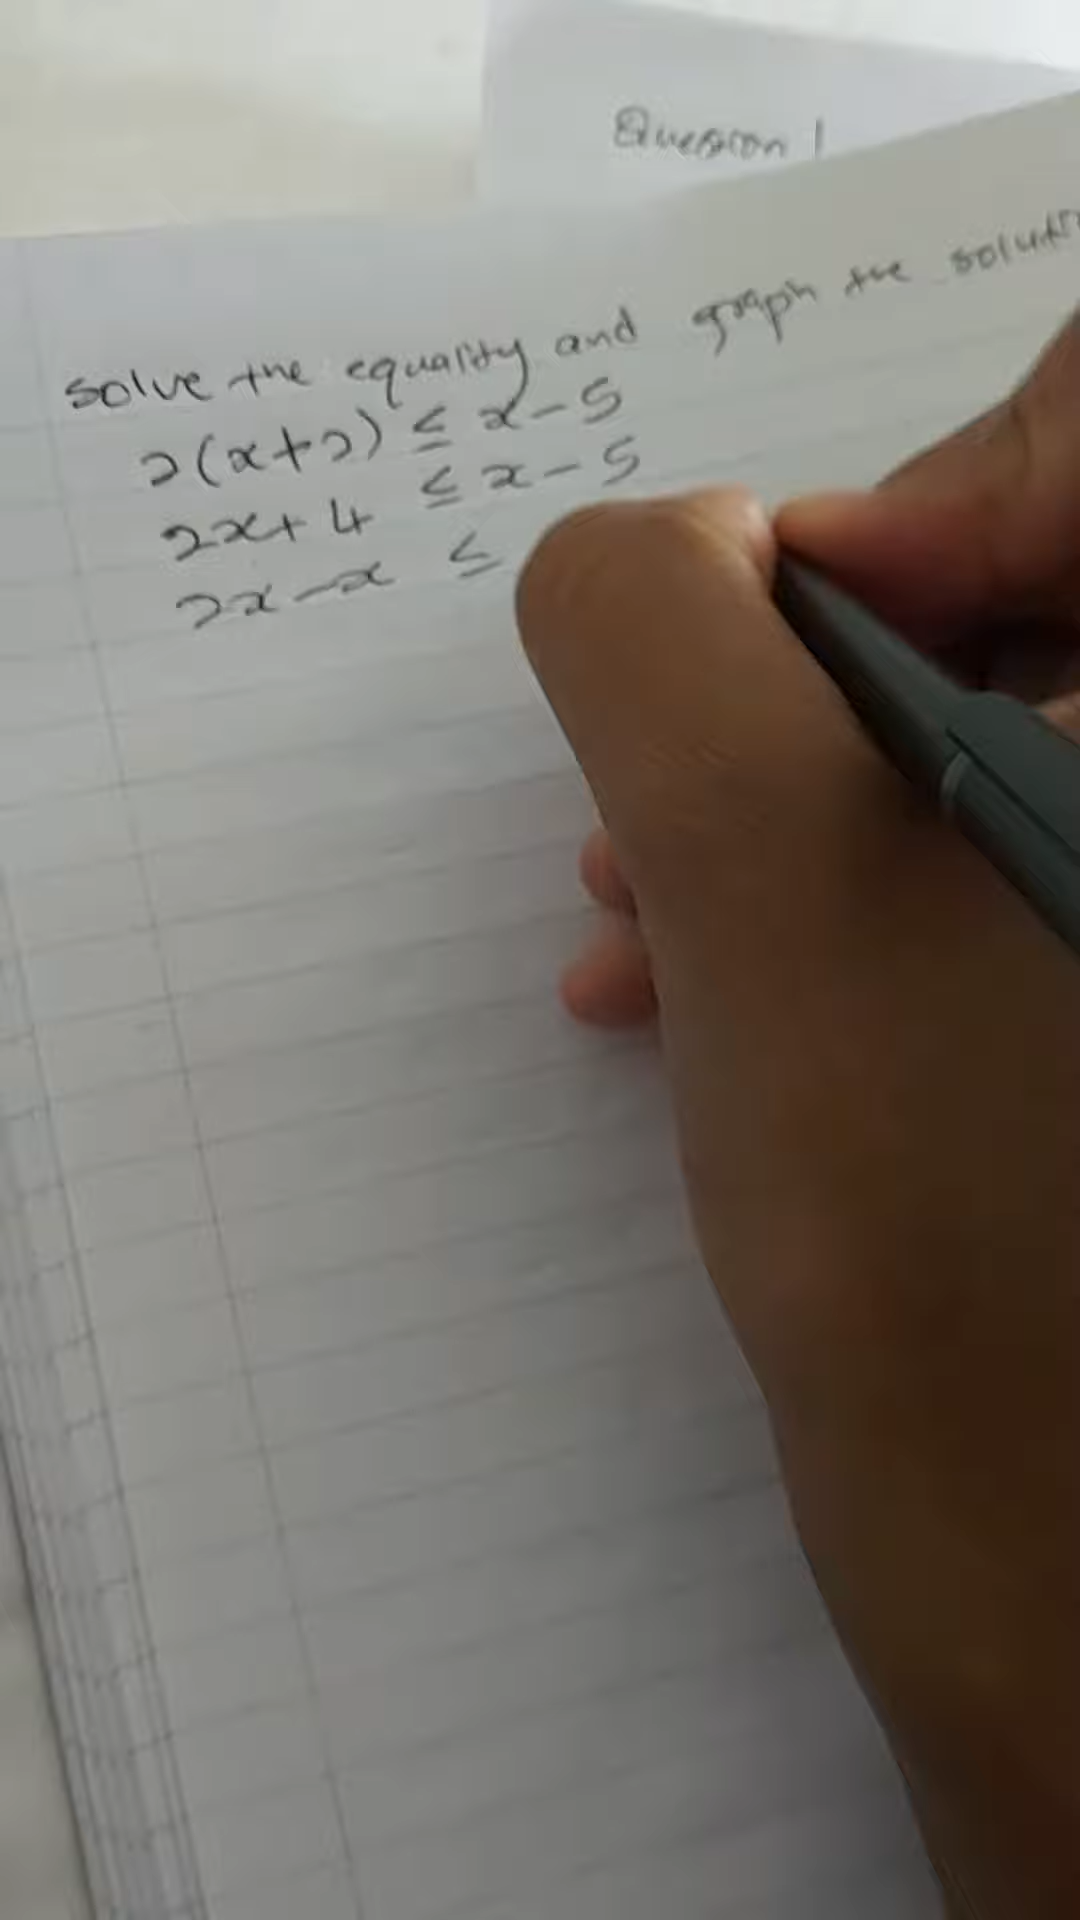 Question 1
solve the equality and graph the
2(x+2) ≤ x-5
2x+ 4 ≤ x-5
2x-x ≤